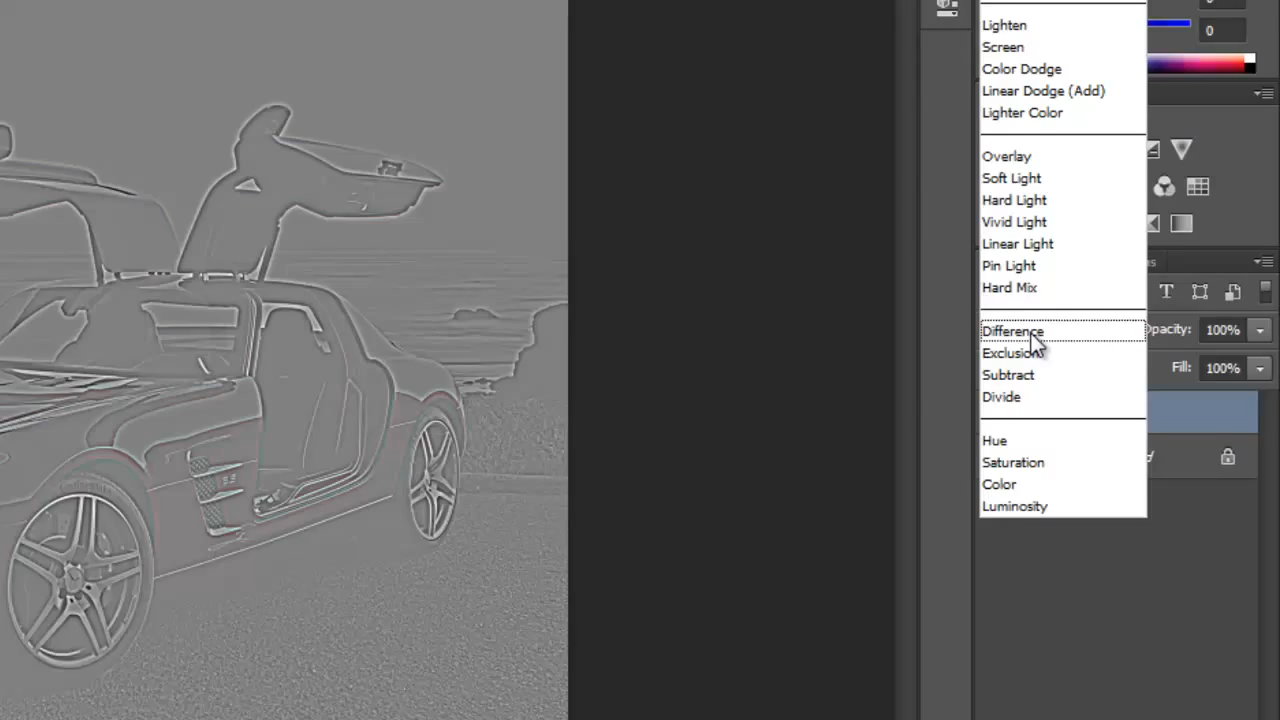 0
Lighten
Screen
Color Dodge
Linear Dodge (Add)
Lighter Color
Overlay
Soft Light
Hard Light
Vivid Light
Linear Light
Pin Light
Hard Mix
Difference
Opacity: 100%
Exclusion
Fill: 100%
Subtract
Divide
Hue
Saturation
Color
Luminosity